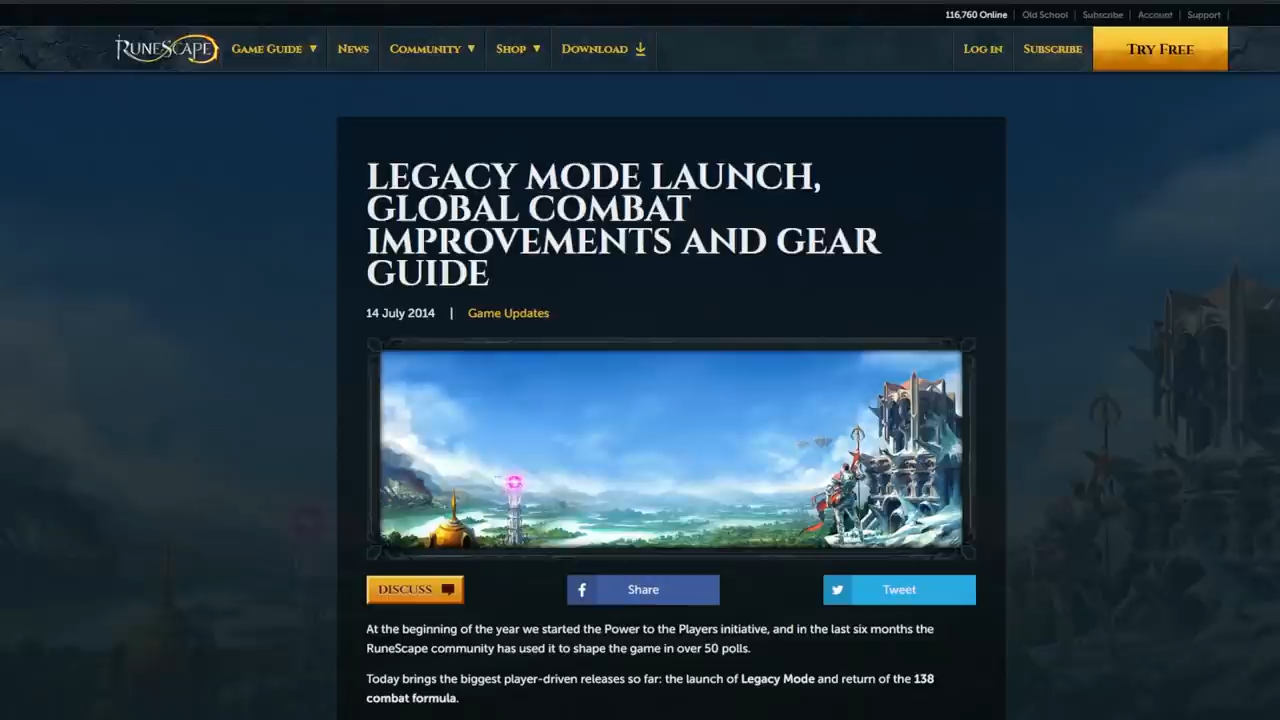 116,760 Online | Old School | Subscribe | Account | Support |
RUNESCAPE GAME GUIDE NEWS COMMUNITY SHOP DOWNLOAD LOG IN SUBSCRIBE TRY FREE
LEGACY MODE LAUNCH,
GLOBAL COMBAT
IMPROVEMENTS AND GEAR
GUIDE
14 July 2014 | Game Updates
DISCUSS Share Tweet
At the beginning of the year we started the Power to the Players initiative, and in the last six months the
RuneScape community has used it to shape the game in over 50 polls.
Today brings the biggest player-driven releases so far: the launch of Legacy Mode and return of the 138
combat formula.